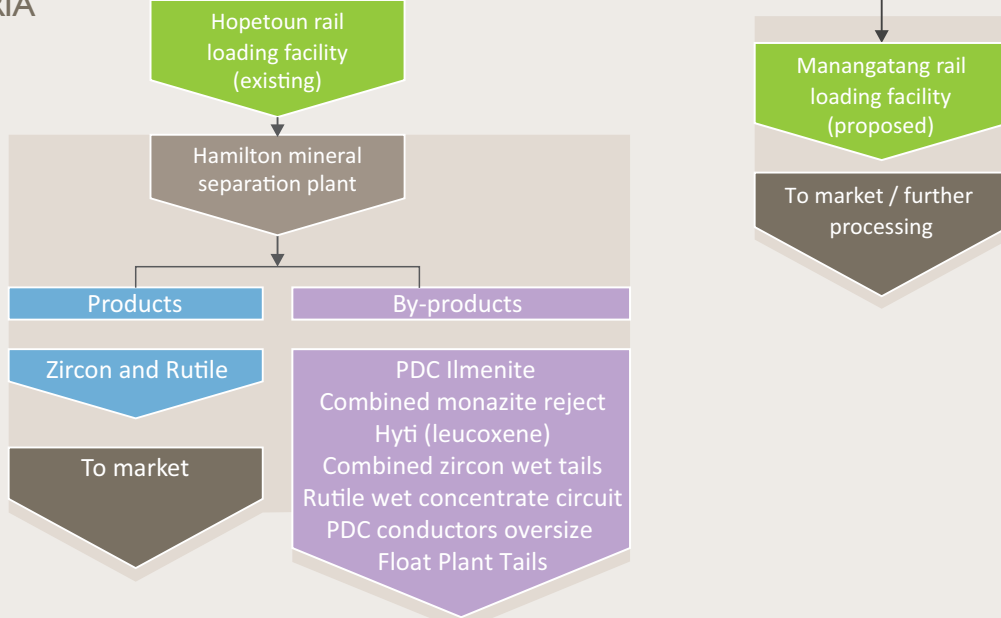 Hopetoun rail
loading facility
(existing)
Hamilton mineral
separation plant
Products
By-products
Zircon and Rutile
To market
PDC Ilmenite
Combined monazite reject
Hyti (leucoxene)
Combined zircon wet tails
Rutile wet concentrate circuit
PDC conductors oversize
Float Plant Tails
Manangatang rail
loading facility
(proposed)
To market / further
processing